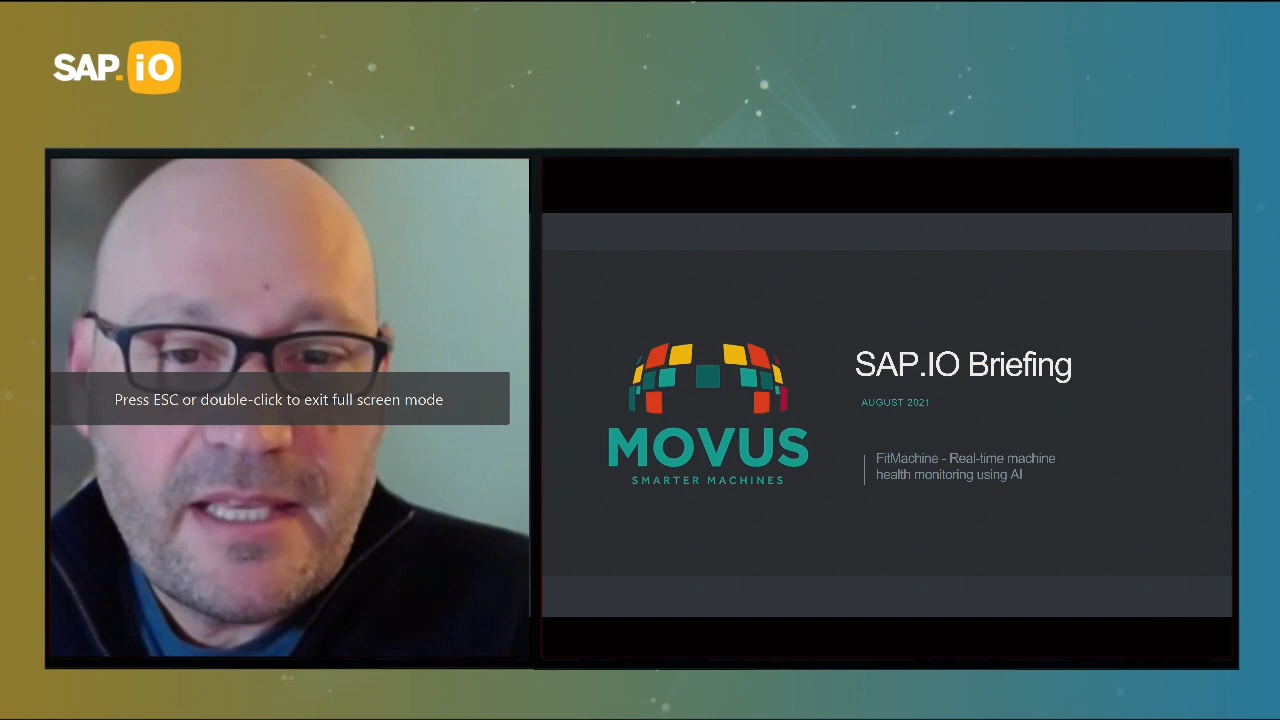 SAP.iO
Press ESC or double-click to exit full screen mode
MOVUS
SMARTER MACHINES
SAP.IO Briefing
AUGUST 2021
FitMachine - Real-time machine
health monitoring using AI